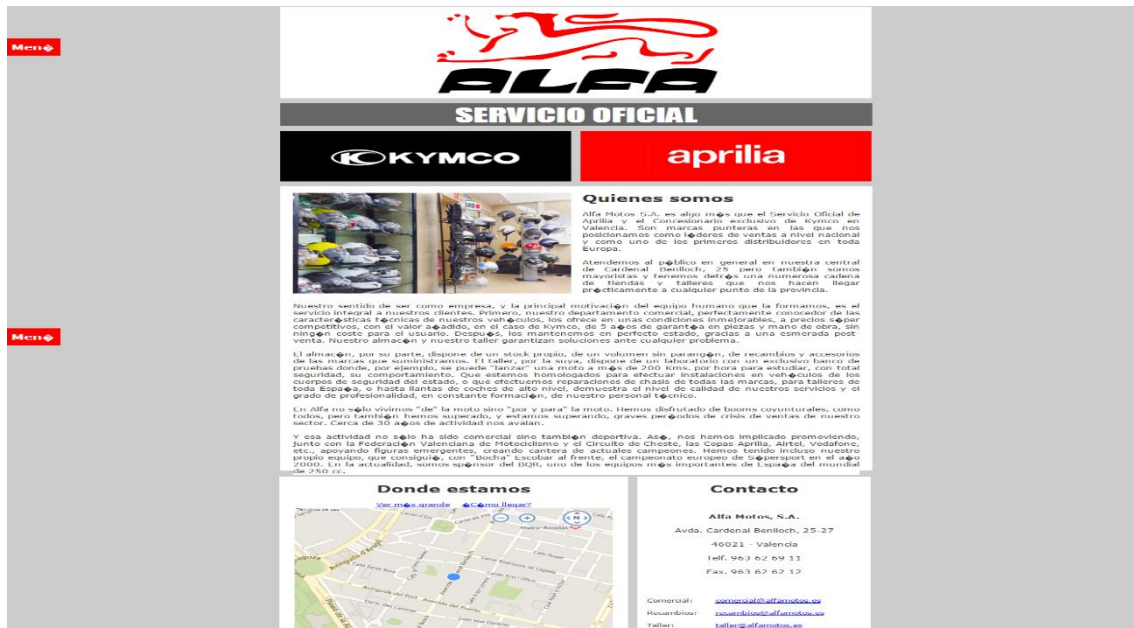 Men�
ALFA
SERVICIO OFICIAL
KYMCO
aprilia
Quienes somos
Alfa Motos S.A. es algo m�s que el Servicio Oficial de
Aprilia y el Concesionario exclusivo de Kymco en
Valencia. Son marcas punteras en las que nos
posicionamos como l�deres de ventas a nivel nacional
y como uno de los primeros distribuidores en toda
Europa.
Atendemos al p�blico en general en nuestra central
de Cardenal Benlloch, 25 pero tambi�n somos
mayoristas y tenemos detr�s una numerosa cadena
de tiendas y talleres que nos hacen llegar
pr�cticamente a cualquier punto de la provincia.
Nuestro sentido de ser como empresa, y la principal motivaci�n del equipo humano que la formamos, es el
servicio integral a nuestros clientes. Primero, nuestro departamento comercial, perfectamente conocedor de las
caracter�sticas t�cnicas de nuestros veh�culos, los ofrece en unas condiciones inmejorables, a precios s�per
competitivos, con el valor a�adido, en el caso de Kymco, de 5 a�os de garant�a en piezas y mano de obra, sin
ning�n coste para el usuario. Despu�s, los mantenemos en perfecto estado, gracias a una esmerada post-
venta. Nuestro almac�n y nuestro taller garantizan soluciones ante cualquier problema.
Men�
El almac�n, por su parte, dispone de un stock propio, de un volumen sin parang�n, de recambios y accesorios
de las marcas que suministramos. El taller, por la suya, dispone de un laboratorio con un exclusivo banco de
pruebas donde, por ejemplo, se puede "lanzar" una moto a m�s de 200 Kms. por hora para estudiar, con total
seguridad, su comportamiento. Que estemos homologados para efectuar instalaciones en veh�culos de los
cuerpos de seguridad del estado, o que efectuemos reparaciones de chasis de todas las marcas, para talleres de
toda Espa�a, o hasta llantas de coches de alto nivel, demuestra el nivel de calidad de nuestros servicios y el
grado de profesionalidad, en constante formaci�n, de nuestro personal t�cnico.
En Alfa no s�lo vivimos "de" la moto sino "por y para" la moto. Hemos disfrutado de booms coyunturales, como
todos, pero tambi�n hemos superado, y estamos superando, graves per�odos de crisis de ventas de nuestro
sector. Cerca de 30 a�os de actividad nos avalan.
Y esa actividad no s�lo ha sido comercial sino tambi�n deportiva. As�, nos hemos implicado promoviendo,
junto con la Federaci�n Valenciana de Motociclismo y el Circuito de Cheste, las Copas Aprilia, Airtel, Vodafone,
etc., apoyando figuras emergentes, creando cantera de actuales campeones. Hemos tenido incluso nuestro
propio equipo, que consigui�, con "Bocha" Escobar al frente, el campeonato europeo de S�persport en el a�o
2000. En la actualidad, somos sp�nsor del BQR, uno de los equipos m�s importantes de Espa�a del mundial
de 250 cc.
Donde estamos
Ver m�s grande �C�mo llegar?
Contacto
Alfa Motos, S.A.
Avda. Cardenal Benlloch, 25-27
46021 - Valencia
Telf. 963 62 69 11
Fax. 963 62 62 12
Comercial: comercial@alfamotos.es
Recambios: recambios@alfamotos.es
Taller: taller@alfamotos.es